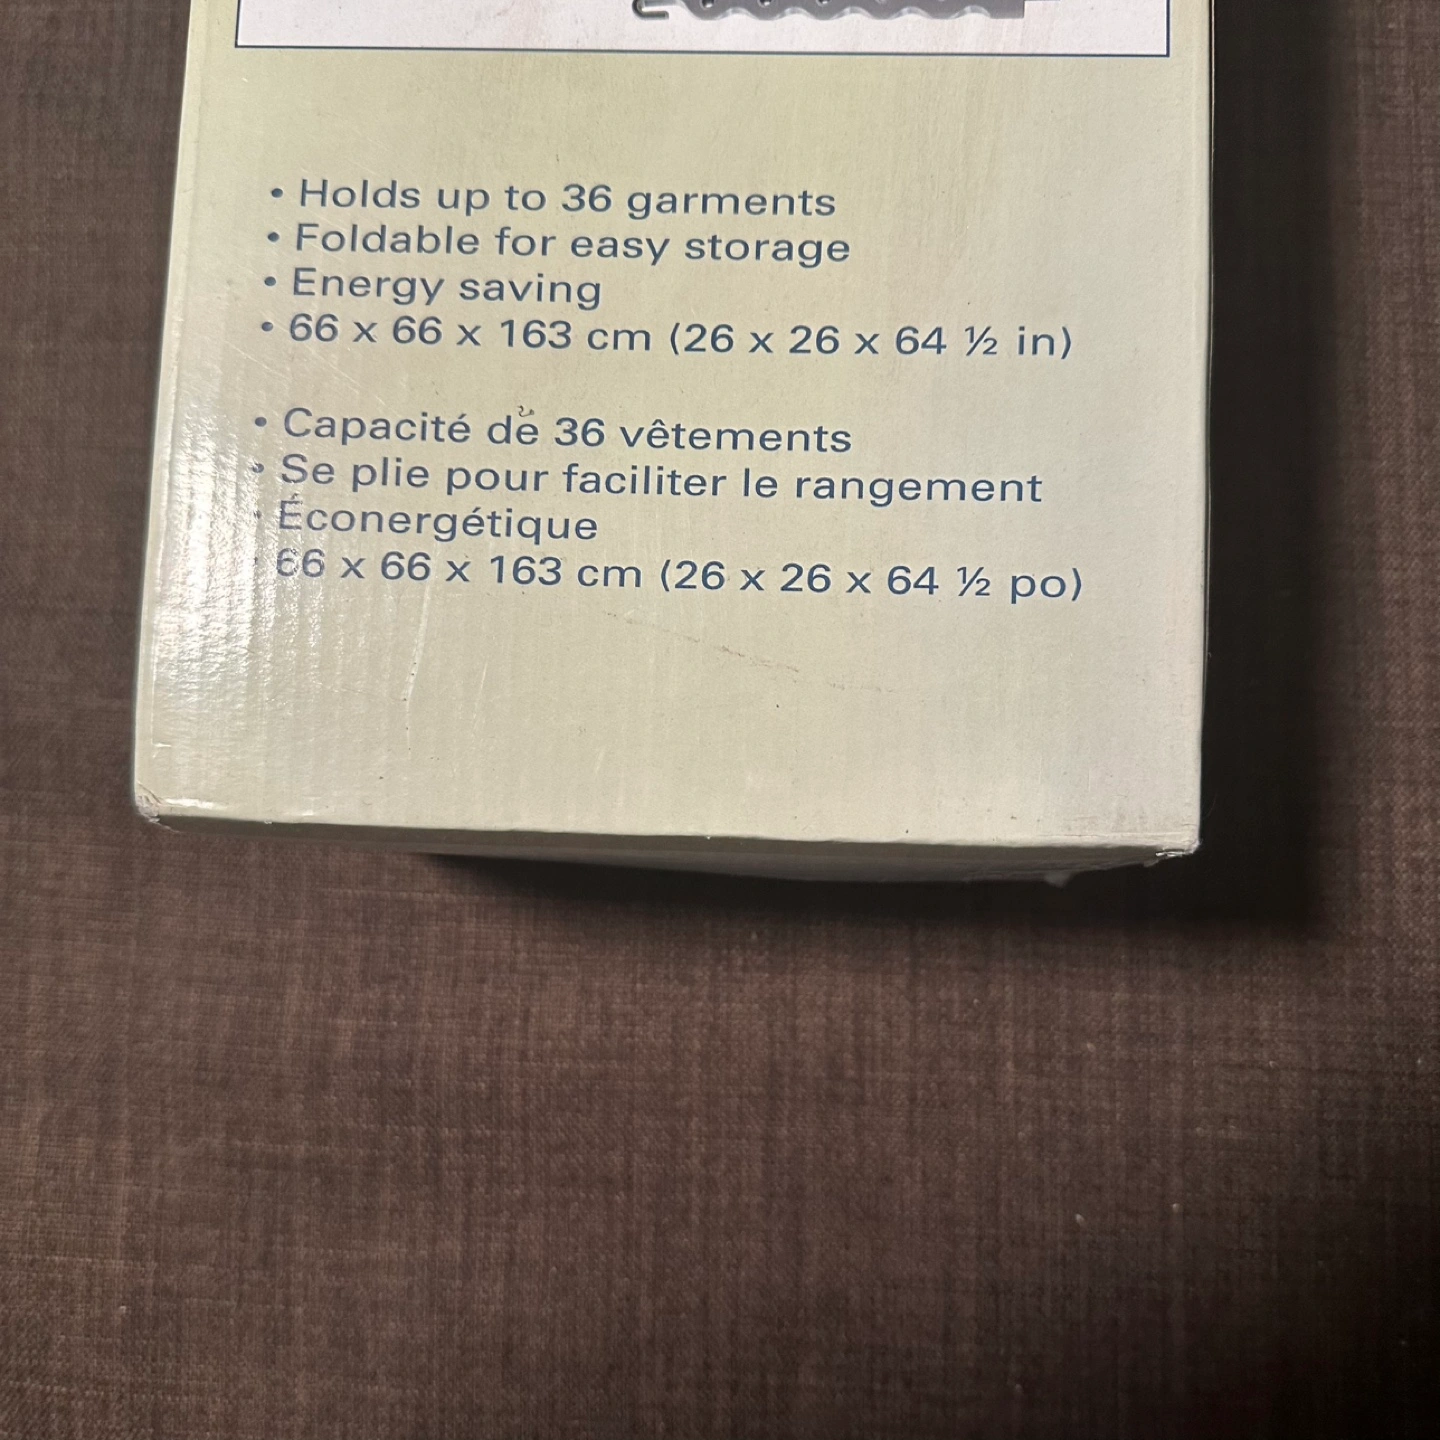 • Holds up to 36 garments
• Foldable for easy storage
• Energy saving
• 66 x 66 x 163 cm (26 x 26 x 64 ½ in)
• Capacité de 36 vêtements
• Se plie pour faciliter le rangement
• Éconergétique
• 66 x 66 x 163 cm (26 x 26 x 64 ½ po)